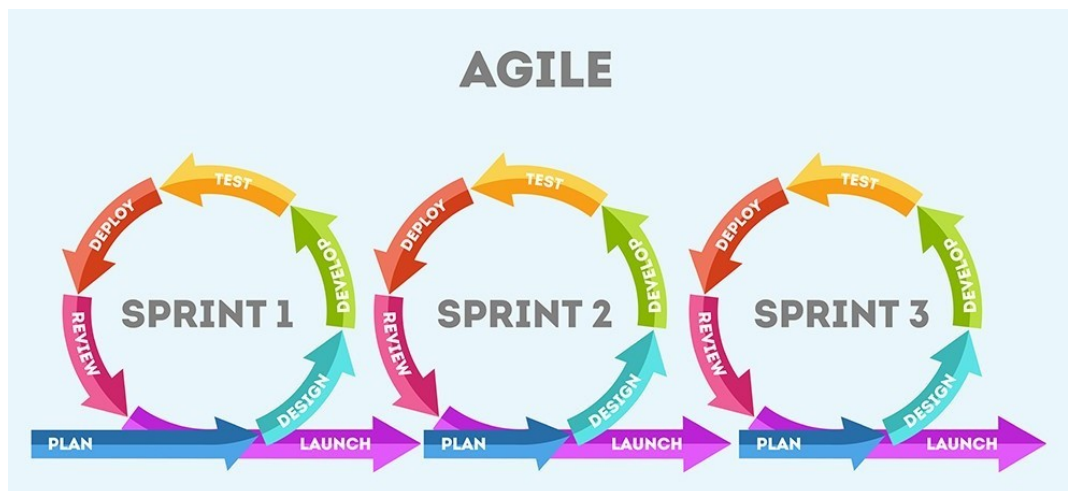 AGILE
SPRINT 1
PLAN
DESIGN
DEVELOP
TEST
DEPLOY
REVIEW
LAUNCH
SPRINT 2
PLAN
DESIGN
DEVELOP
TEST
DEPLOY
REVIEW
LAUNCH
SPRINT 3
PLAN
DESIGN
DEVELOP
TEST
DEPLOY
REVIEW
LAUNCH